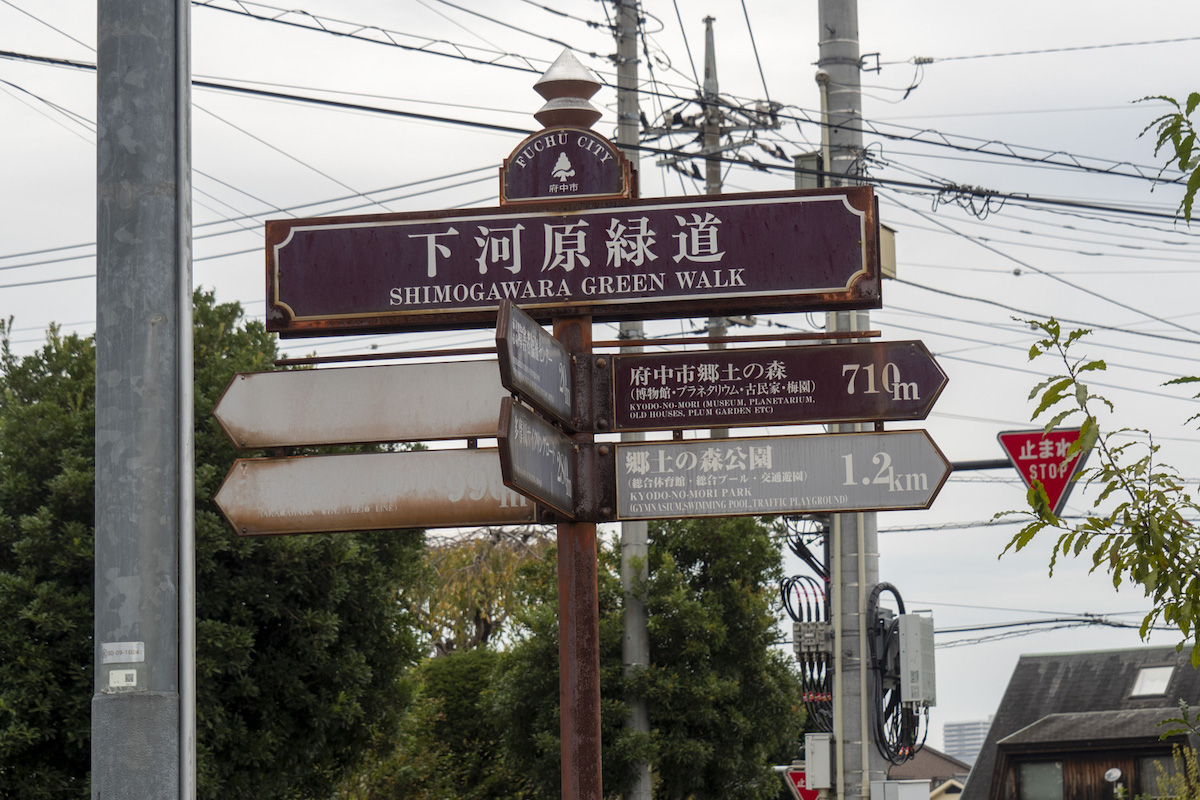 FUCHU CITY
府中市
下河原緑道
SHIMOGAWARA GREEN WALK
府中市郷土の森
(博物館・プラネタリウム・古民家・梅園)
KYODO-NO-MORI (MUSEUM, PLANETARIUM,
OLD HOUSES, PLUM GARDEN ETC)
710m
郷土の森公園
(総合体育館・総合プール・交通遊園)
KYODO-NO-MORI PARK
(GYMNASIUM,SWIMMING POOL,TRAFFIC PLAYGROUND)
1.2km
止まれ
STOP